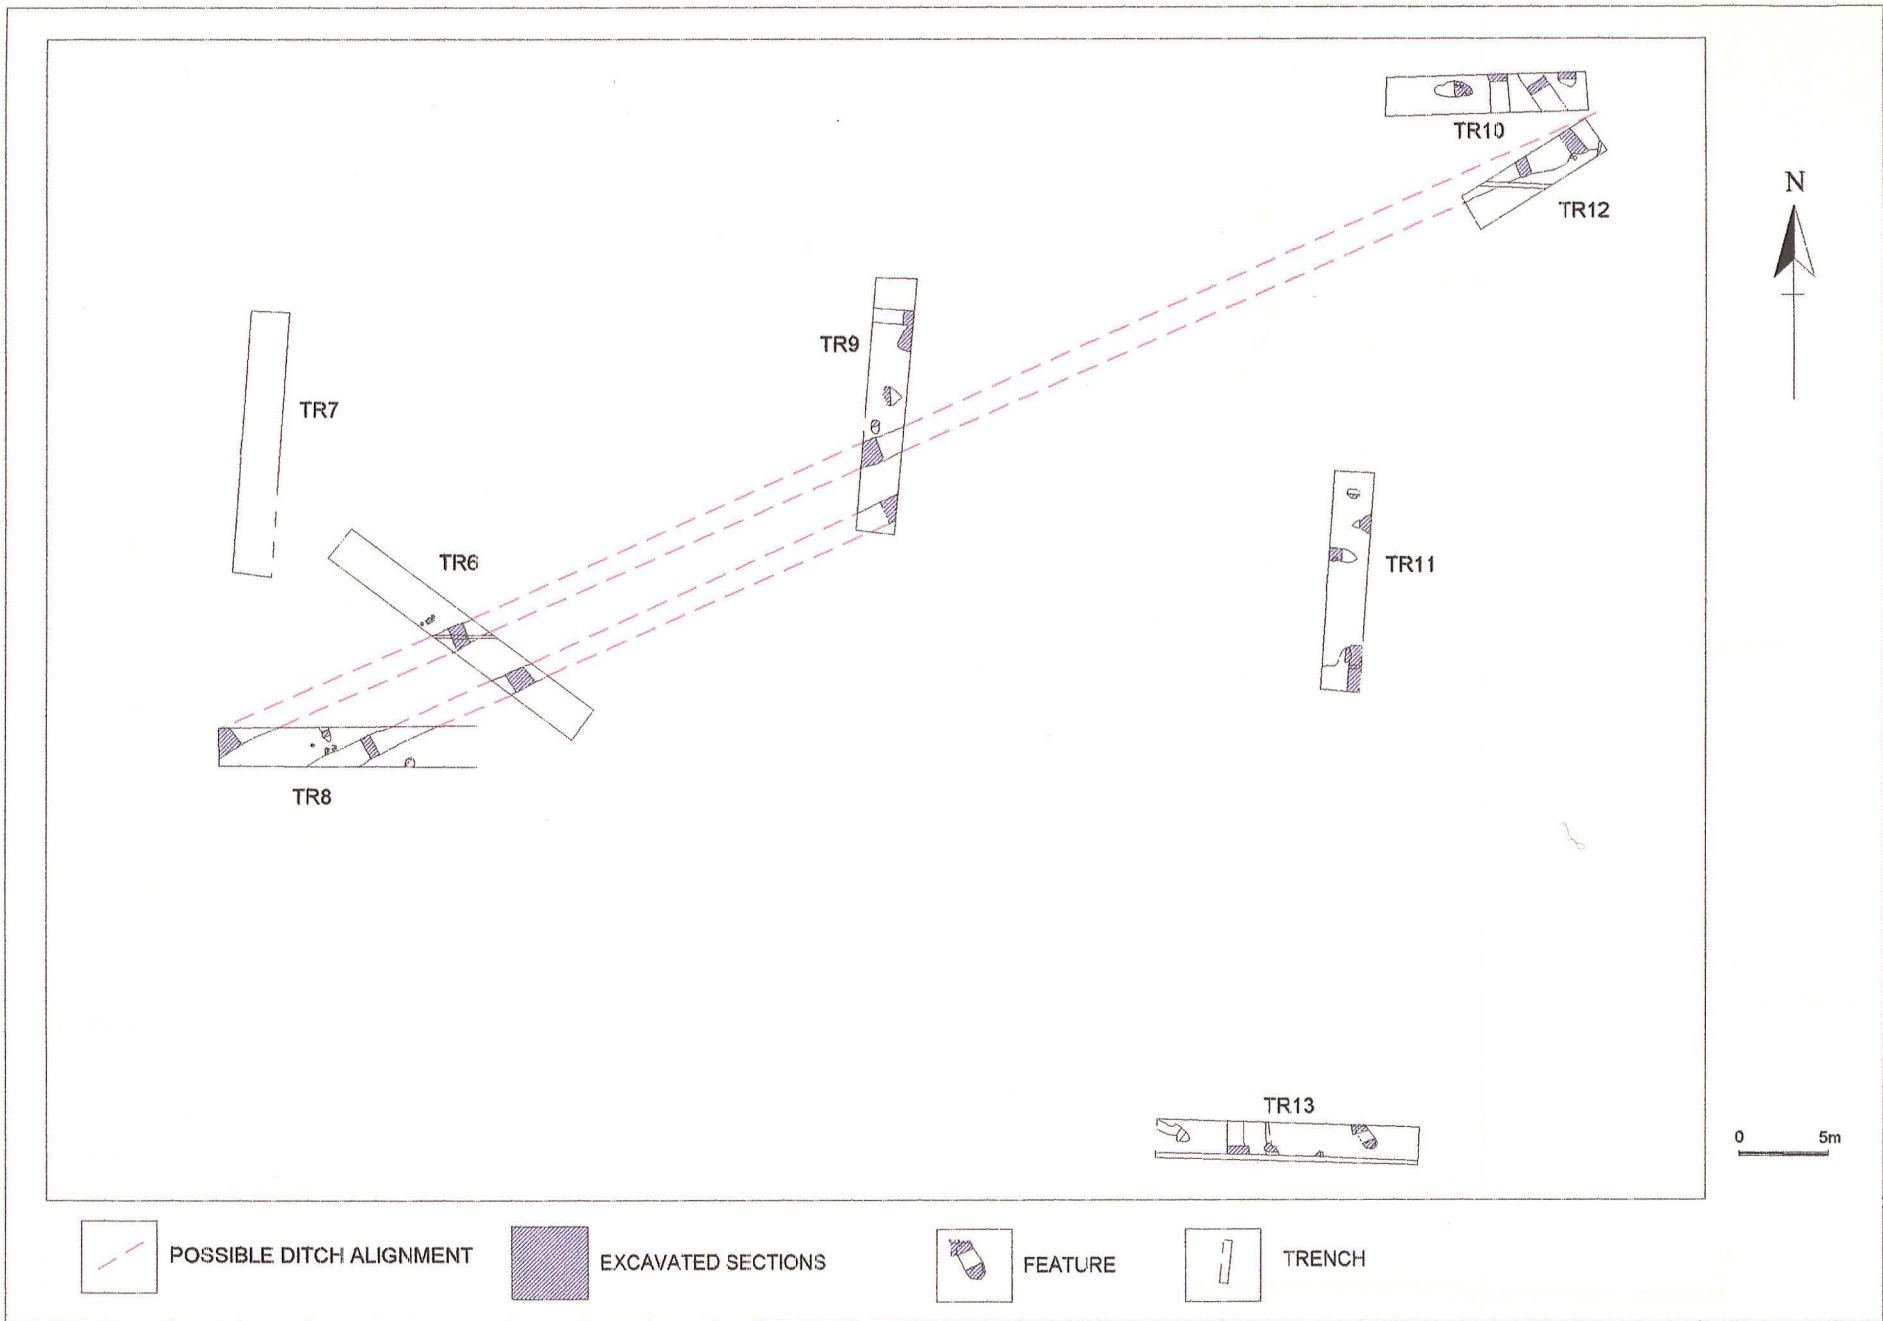 TR10
N
TR12
TR9
TR7
TR6
TR11
TR8
TR13
0 5m
POSSIBLE DITCH ALIGNMENT
EXCAVATED SECTIONS
FEATURE
TRENCH